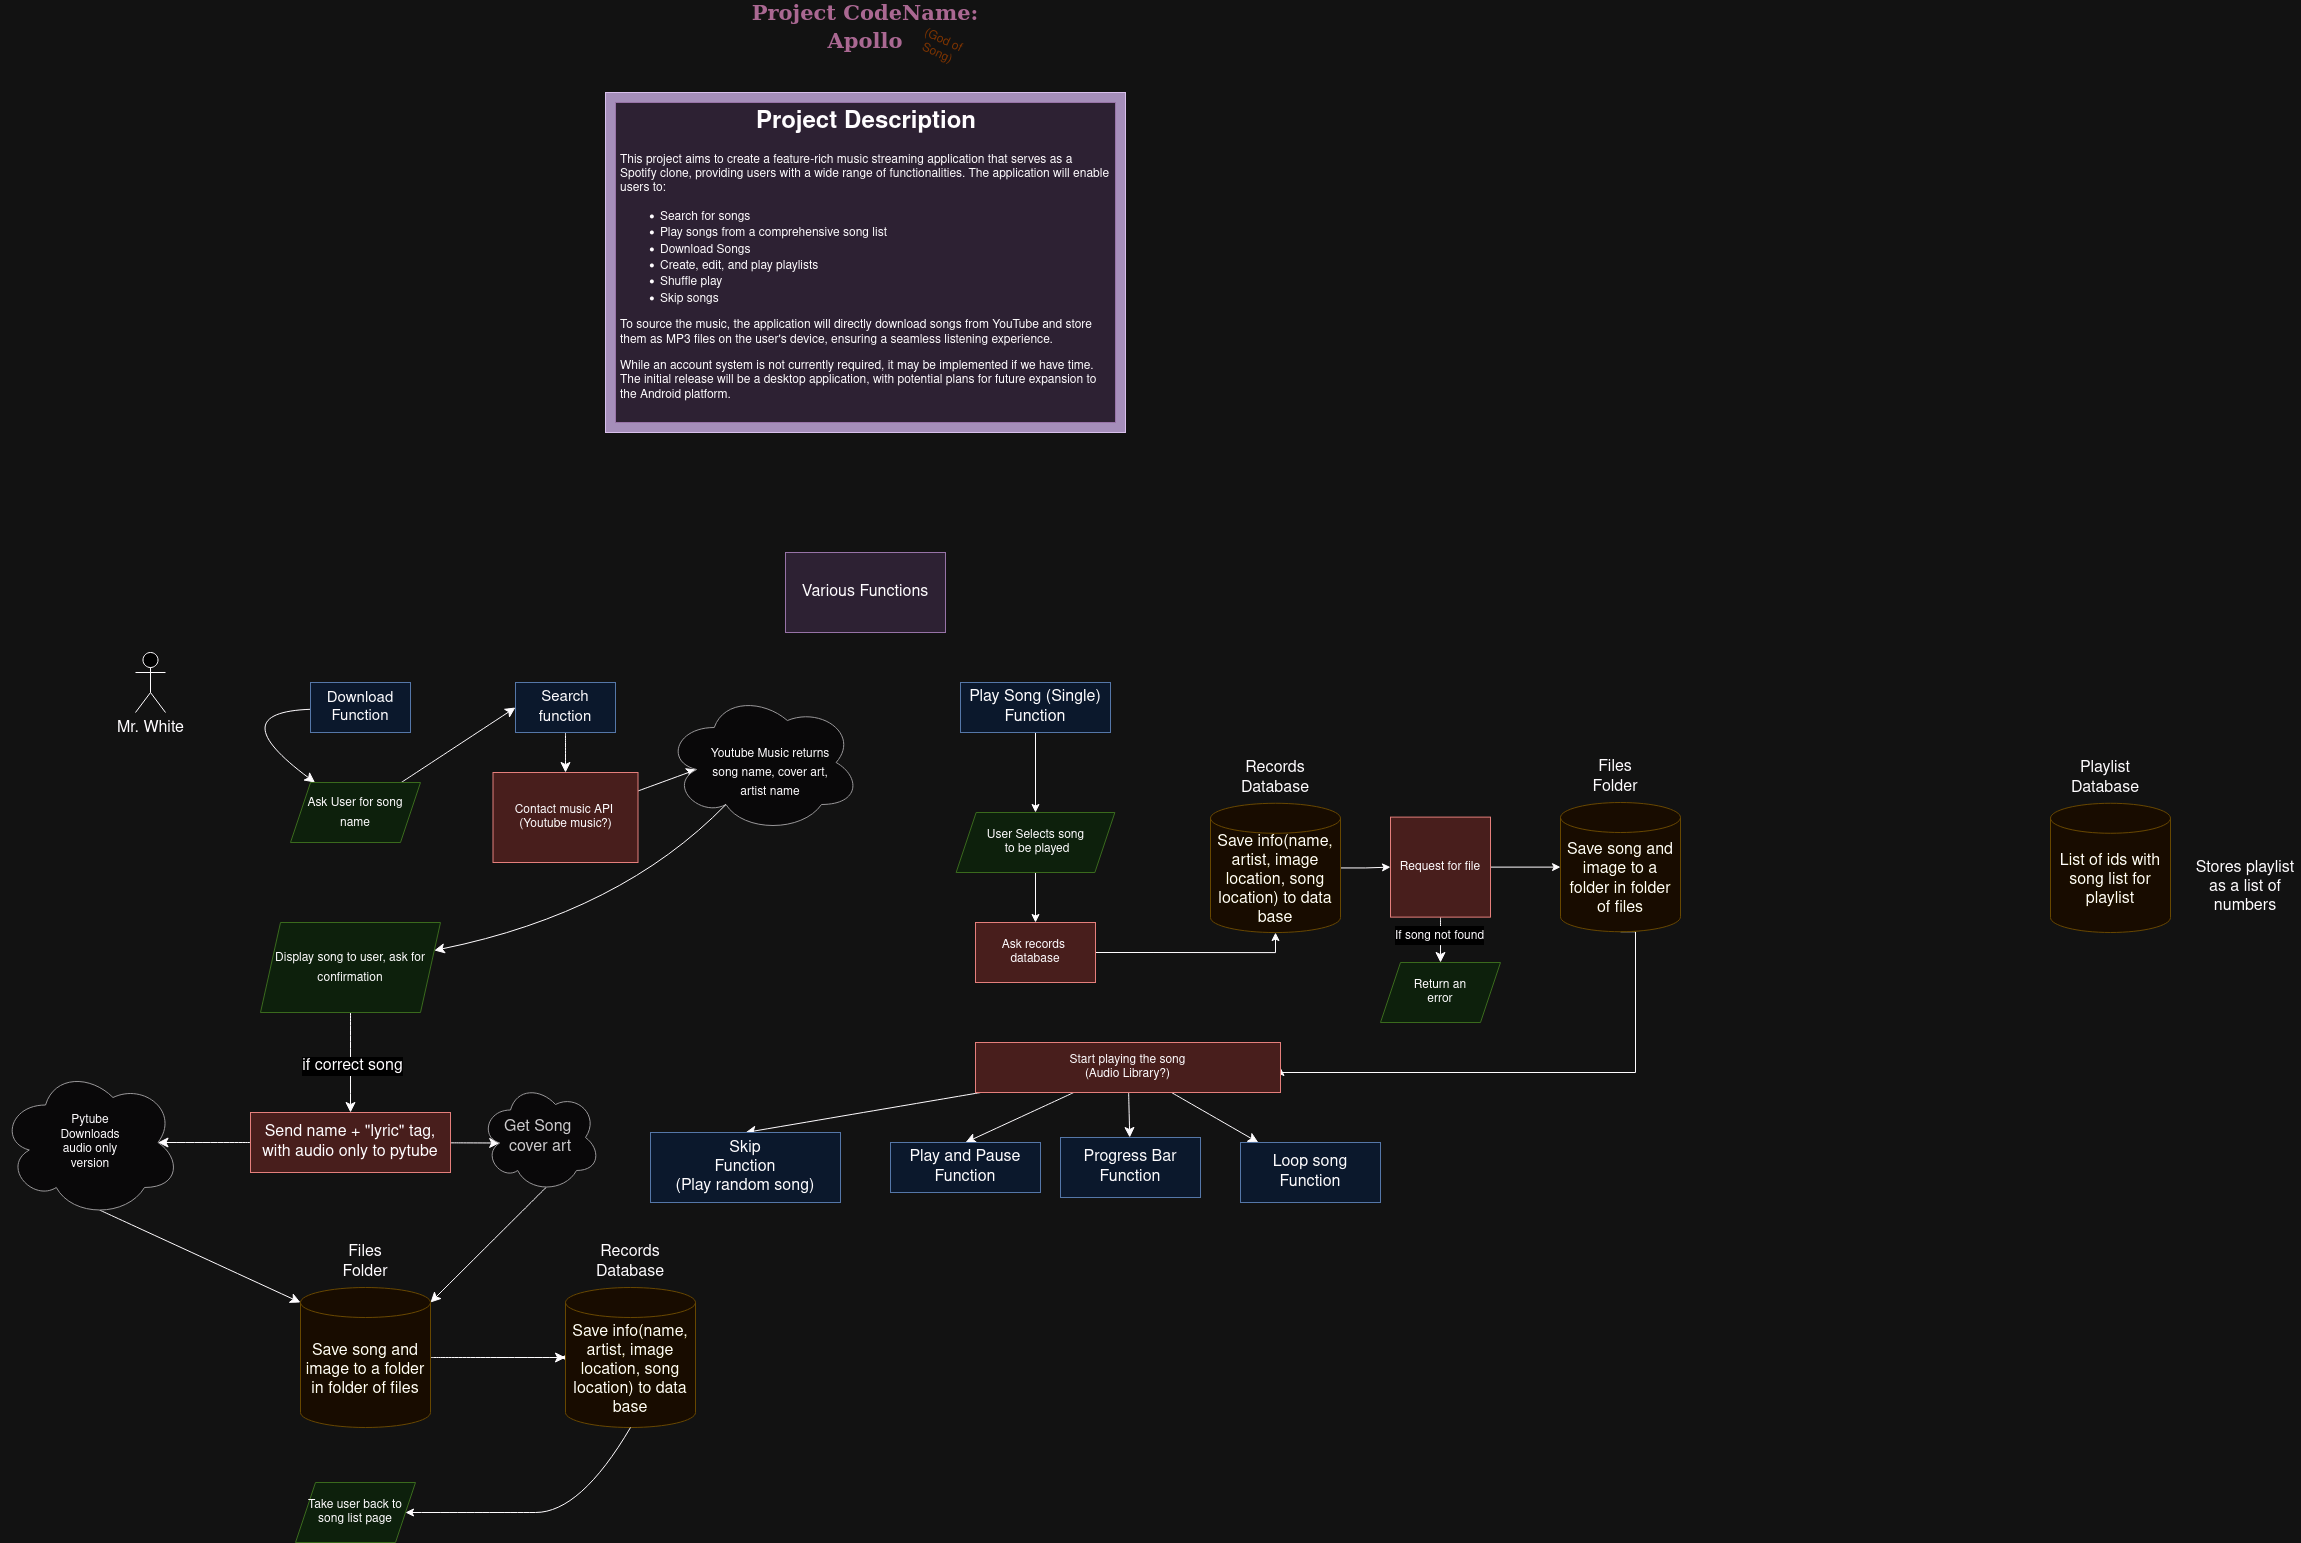 Project CodeName:
Apollo
(God of
Song)
Project Description
This project aims to create a feature-rich music streaming application that serves as a
Spotify clone, providing users with a wide range of functionalities. The application will enable
users to:
• Search for songs
• Play songs from a comprehensive song list
• Download Songs
• Create, edit, and play playlists
• Shuffle play
• Skip songs
To source the music, the application will directly download songs from YouTube and store
them as MP3 files on the user's device, ensuring a seamless listening experience.
While an account system is not currently required, it may be implemented if we have time.
The initial release will be a desktop application, with potential plans for future expansion to
the Android platform.
Various Functions
Mr. White
Download
Function
Search
function
Ask User for song
name
Contact music API
(Youtube music?)
Youtube Music returns
song name, cover art,
artist name
Display song to user, ask for
confirmation
if correct song
Pytube
Downloads
audio only
version
Send name + "lyric" tag,
with audio only to pytube
Get Song
cover art
Files
Folder
Save song and
image to a folder
in folder of files
Records
Database
Save info(name,
artist, image
location, song
location) to data
base
Take user back to
song list page
Play Song (Single)
Function
User Selects song
to be played
Ask records
database
Records
Database
Save info(name,
artist, image
location, song
location) to data
base
Request for file
If song not found
Return an
error
Files
Folder
Save song and
image to a
folder in folder
of files
Start playing the song
(Audio Library?)
Skip
Function
(Play random song)
Play and Pause
Function
Progress Bar
Function
Loop song
Function
Playlist
Database
List of ids with
song list for
playlist
Stores playlist
as a list of
numbers